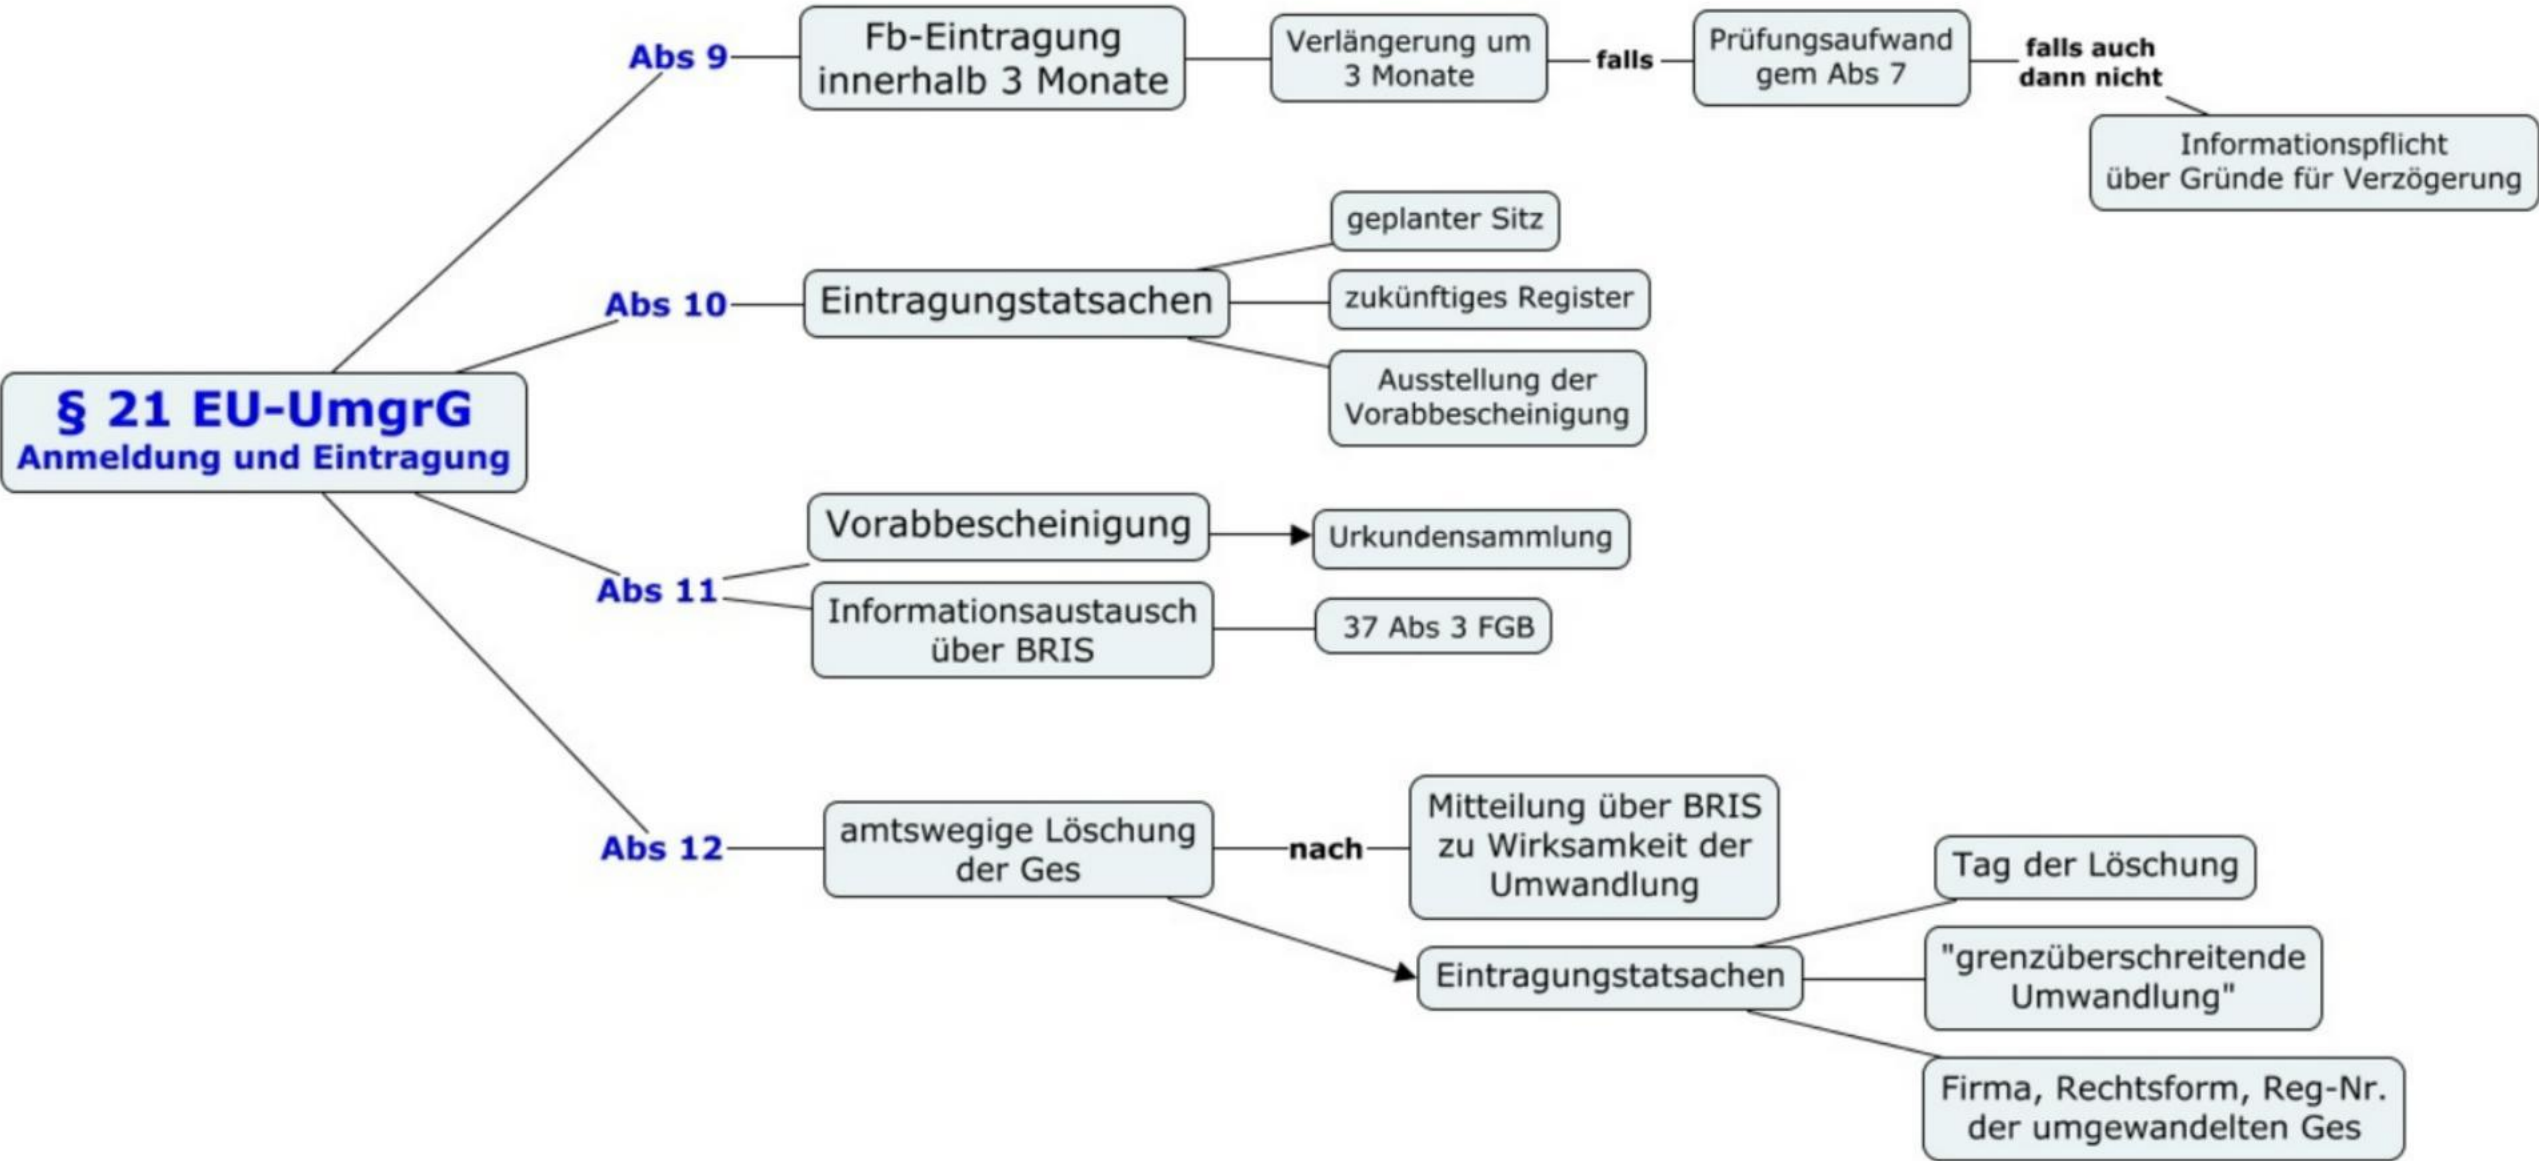 Abs 9
Fb-Eintragung
innerhalb 3 Monate
Verlängerung um
3 Monate
falls
Prüfungsaufwand
gem Abs 7
falls auch
dann nicht
Informationspflicht
über Gründe für Verzögerung
§ 21 EU-UmgrG
Anmeldung und Eintragung
Abs 10
Eintragungstatsachen
geplanter Sitz
zukünftiges Register
Ausstellung der
Vorabbescheinigung
Abs 11
Vorabbescheinigung
Urkundensammlung
Informationsaustausch
über BRIS
37 Abs 3 FGB
Abs 12
amtswegige Löschung
der Ges
nach
Mitteilung über BRIS
zu Wirksamkeit der
Umwandlung
Eintragungstatsachen
Tag der Löschung
"grenzüberschreitende
Umwandlung"
Firma, Rechtsform, Reg-Nr.
der umgewandelten Ges